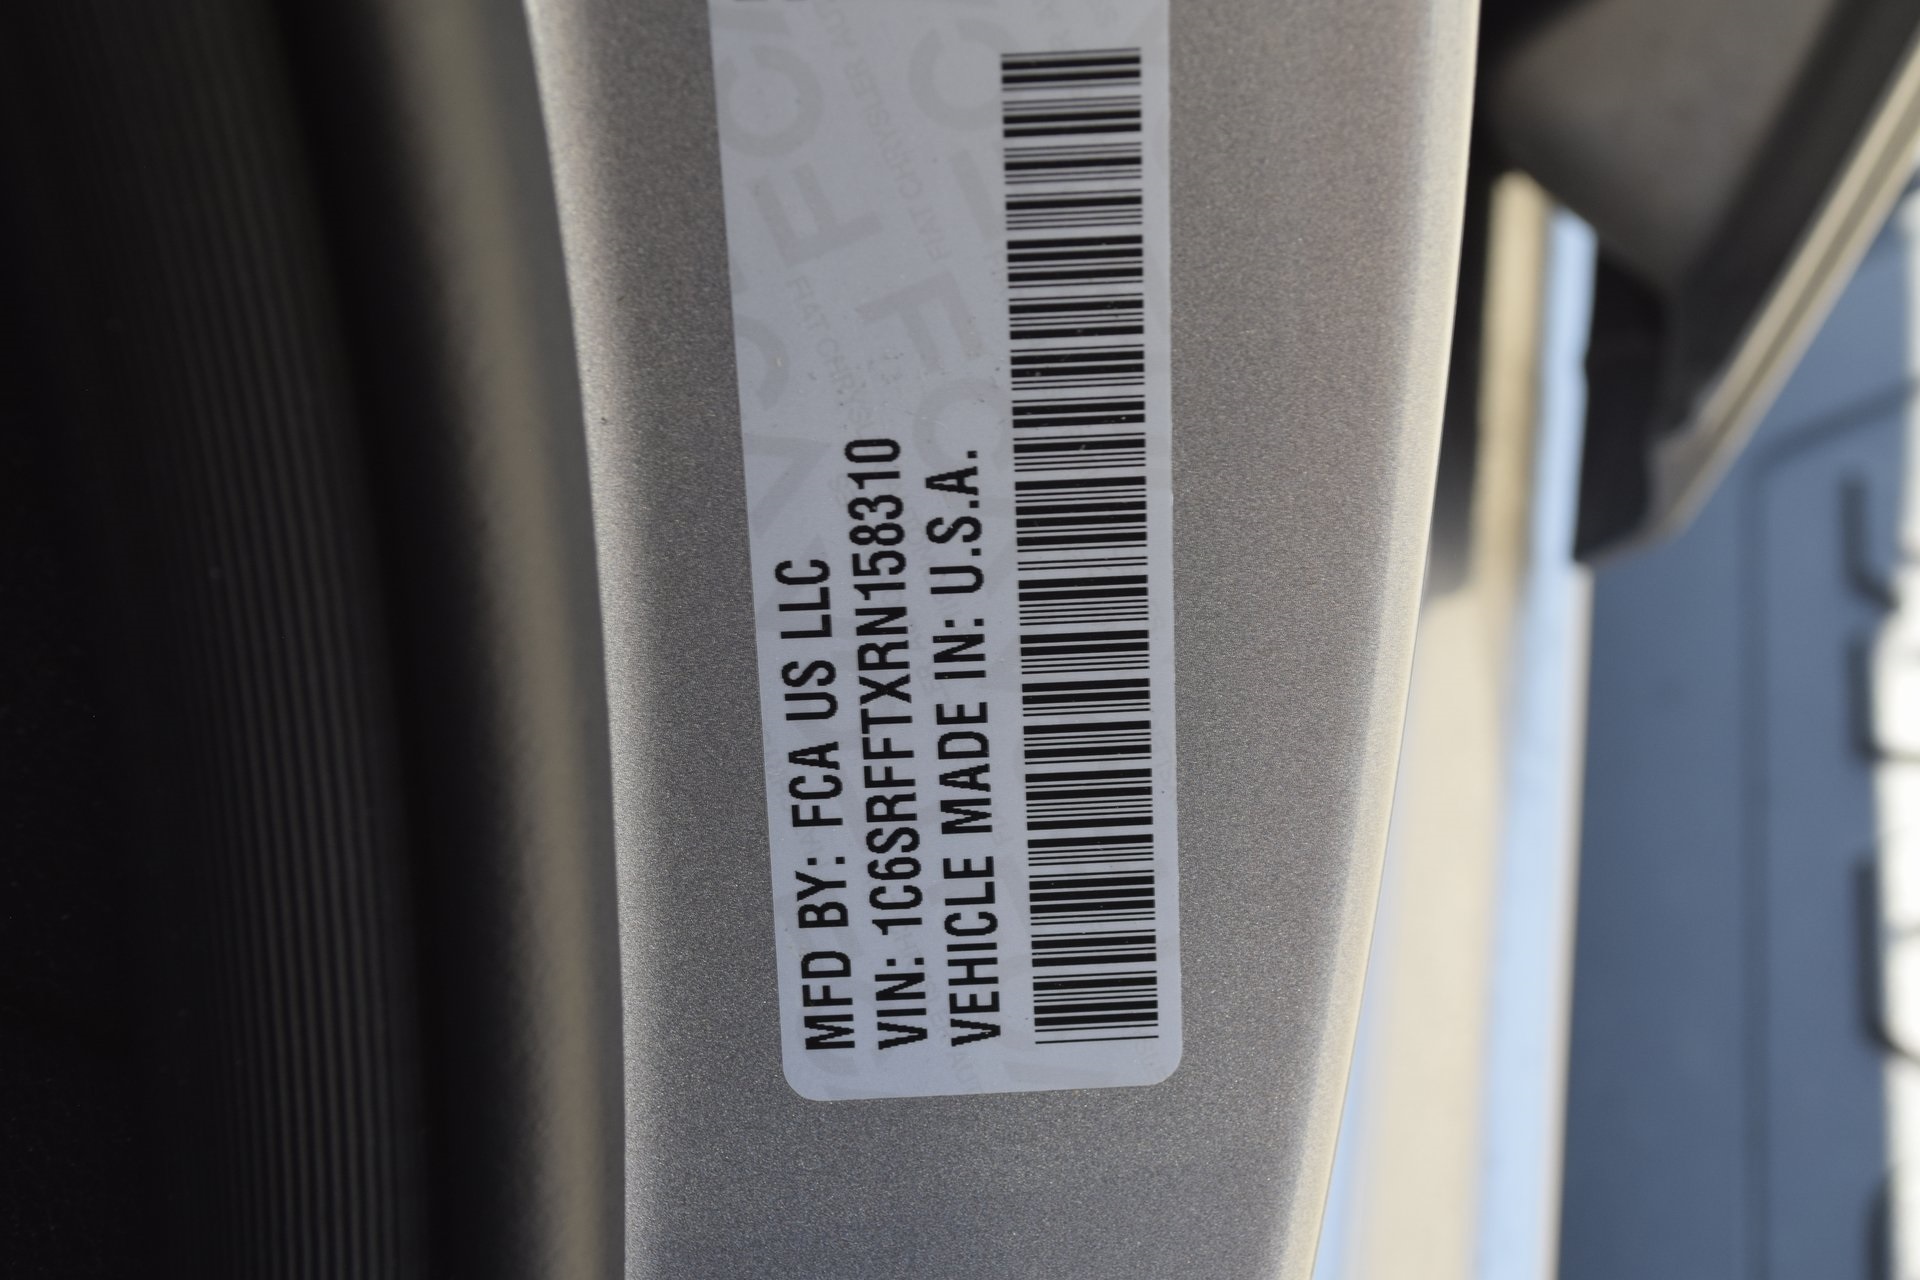 MFD BY: FCA US LLC
VIN: 1C6SRFFTXRN158310
VEHICLE MADE IN: U.S.A.